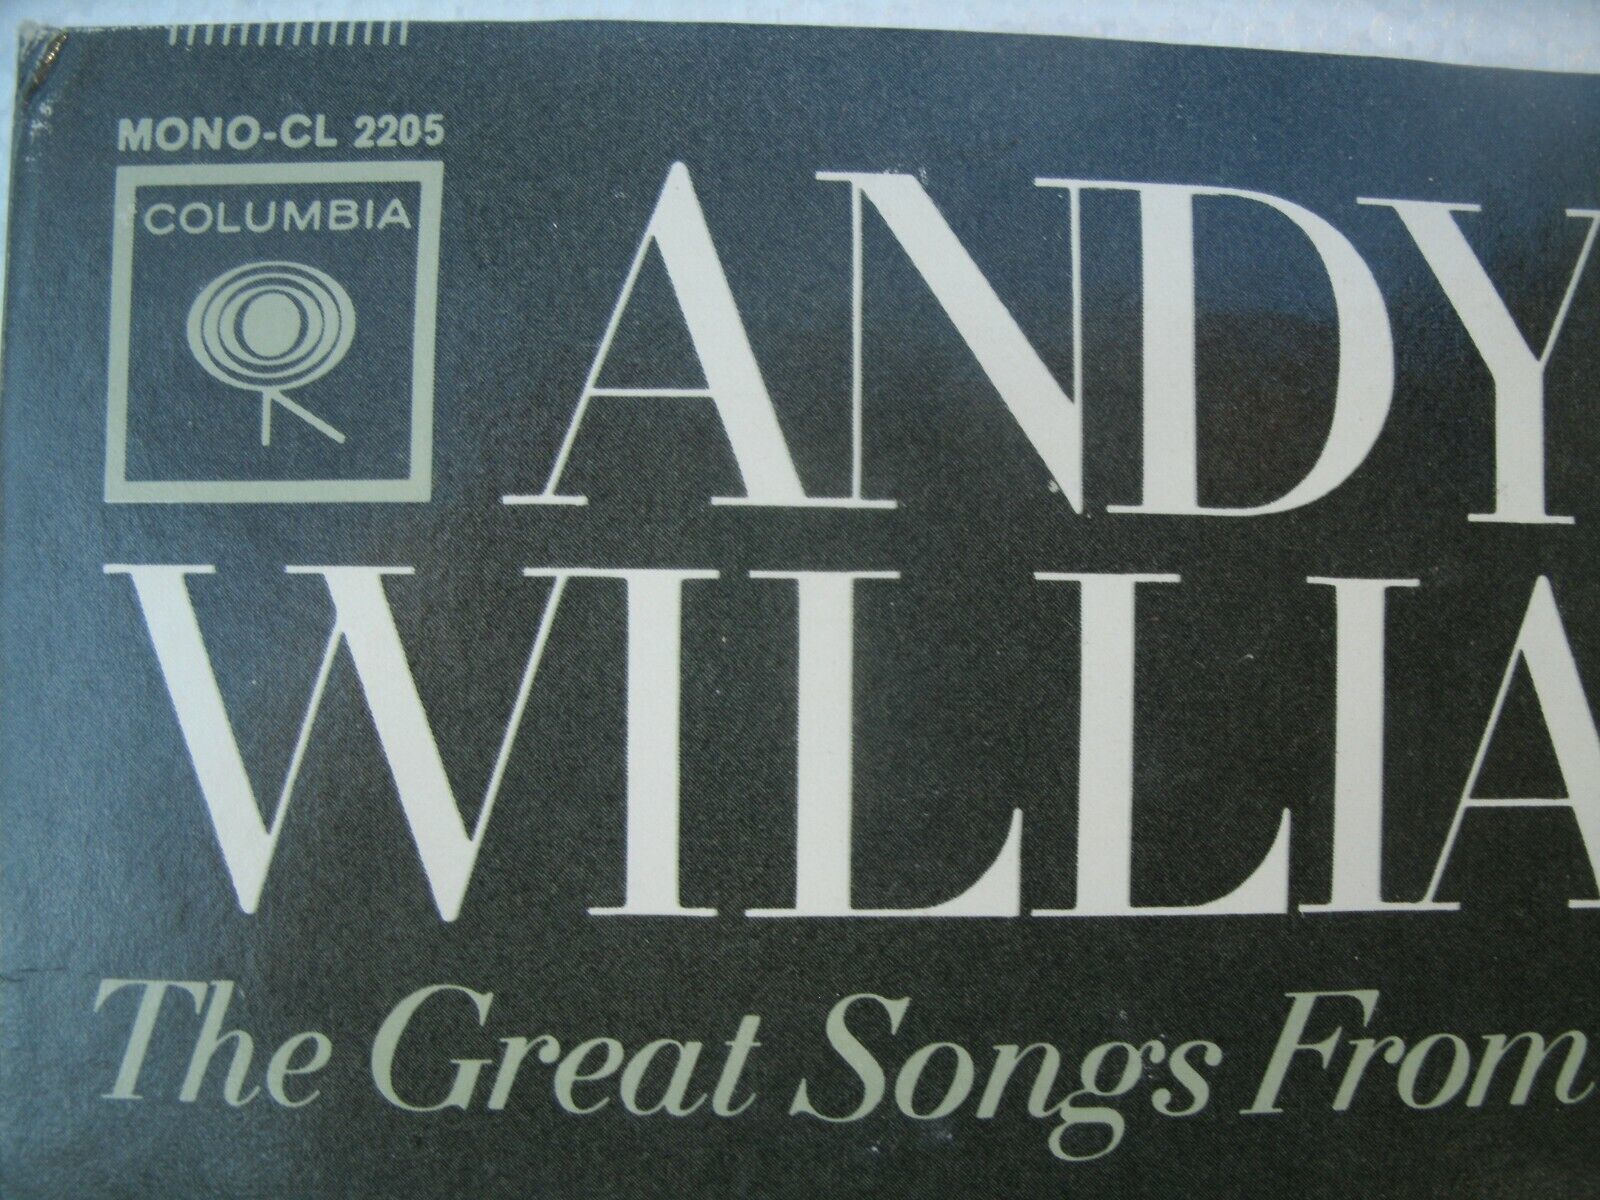 MONO-CL 2205
COLUMBIA
ANDY
WILLIA
The Great Songs From